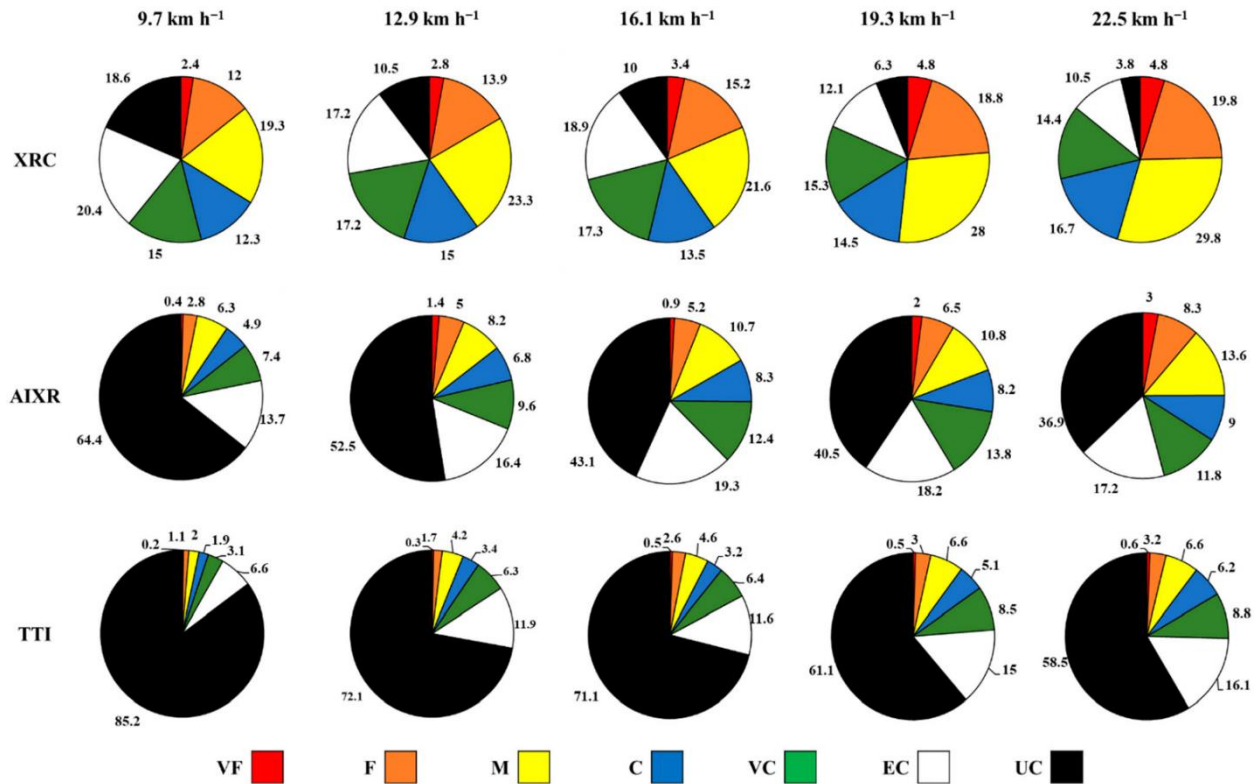 9.7 km h⁻¹ 12.9 km h⁻¹ 16.1 km h⁻¹ 19.3 km h⁻¹ 22.5 km h⁻¹
XRC
2.4 12 19.3 12.3 15 20.4 18.6
2.8 13.9 23.3 15 17.2 17.2 10.5
3.4 15.2 21.6 13.5 17.3 18.9 10
4.8 18.8 28 14.5 15.3 12.1 6.3
4.8 19.8 29.8 16.7 14.4 10.5 3.8
AIXR
0.4 2.8 6.3 4.9 7.4 13.7 64.4
1.4 5 8.2 6.8 9.6 16.4 52.5
0.9 5.2 10.7 8.3 12.4 19.3 43.1
2 6.5 10.8 8.2 13.8 18.2 40.5
3 8.3 13.6 9 11.8 17.2 36.9
TTI
0.2 1.1 2 1.9 3.1 6.6 85.2
0.3 1.7 4.2 3.4 6.3 11.9 72.1
0.5 2.6 4.6 3.2 6.4 11.6 71.1
0.5 3 6.6 5.1 8.5 15 61.1
0.6 3.2 6.6 6.2 8.8 16.1 58.5
VF F M C VC EC UC